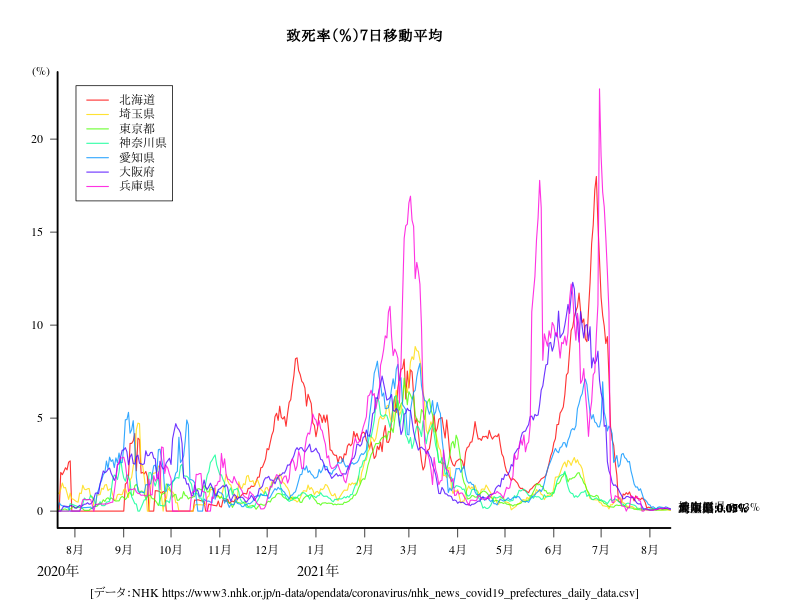 致死率(%)7日移動平均
(%)
北海道
埼玉県
東京都
神奈川県
愛知県
大阪府
兵庫県
20
15
10
5
0
8月 9月 10月 11月 12月 1月 2月 3月 4月 5月 6月 7月 8月
2020年 2021年
[データ:NHK https://www3.nhk.or.jp/n-data/opendata/coronavirus/nhk_news_covid19_prefectures_daily_data.csv]